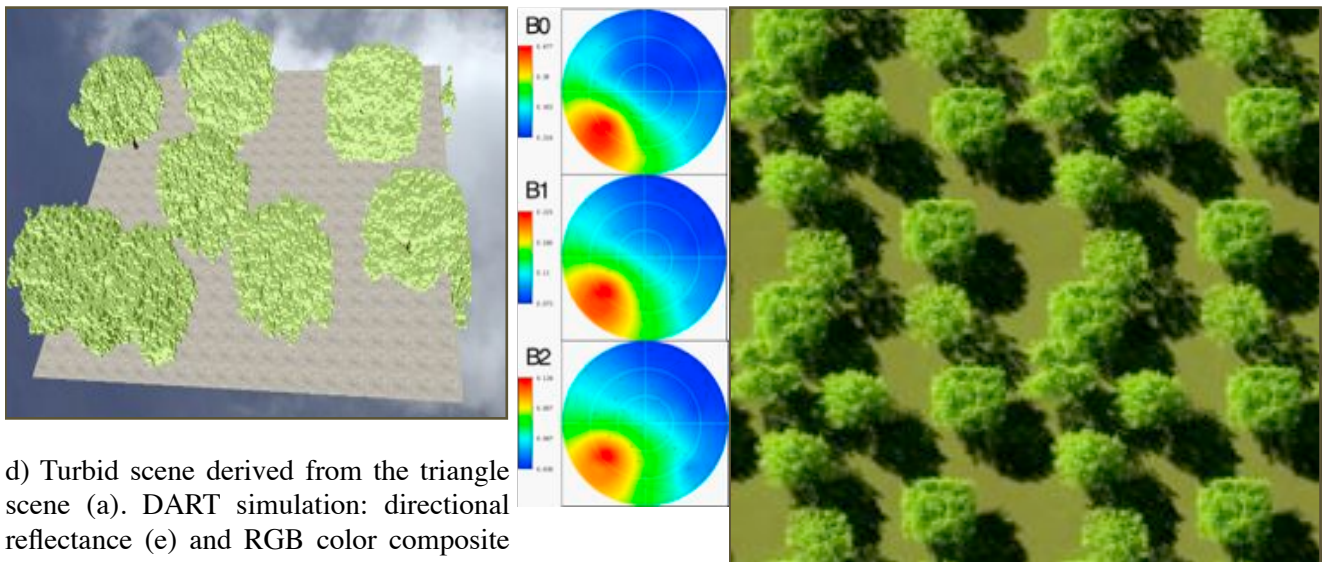 B0
B1
B2
d) Turbid scene derived from the triangle
scene (a). DART simulation: directional
reflectance (e) and RGB color composite